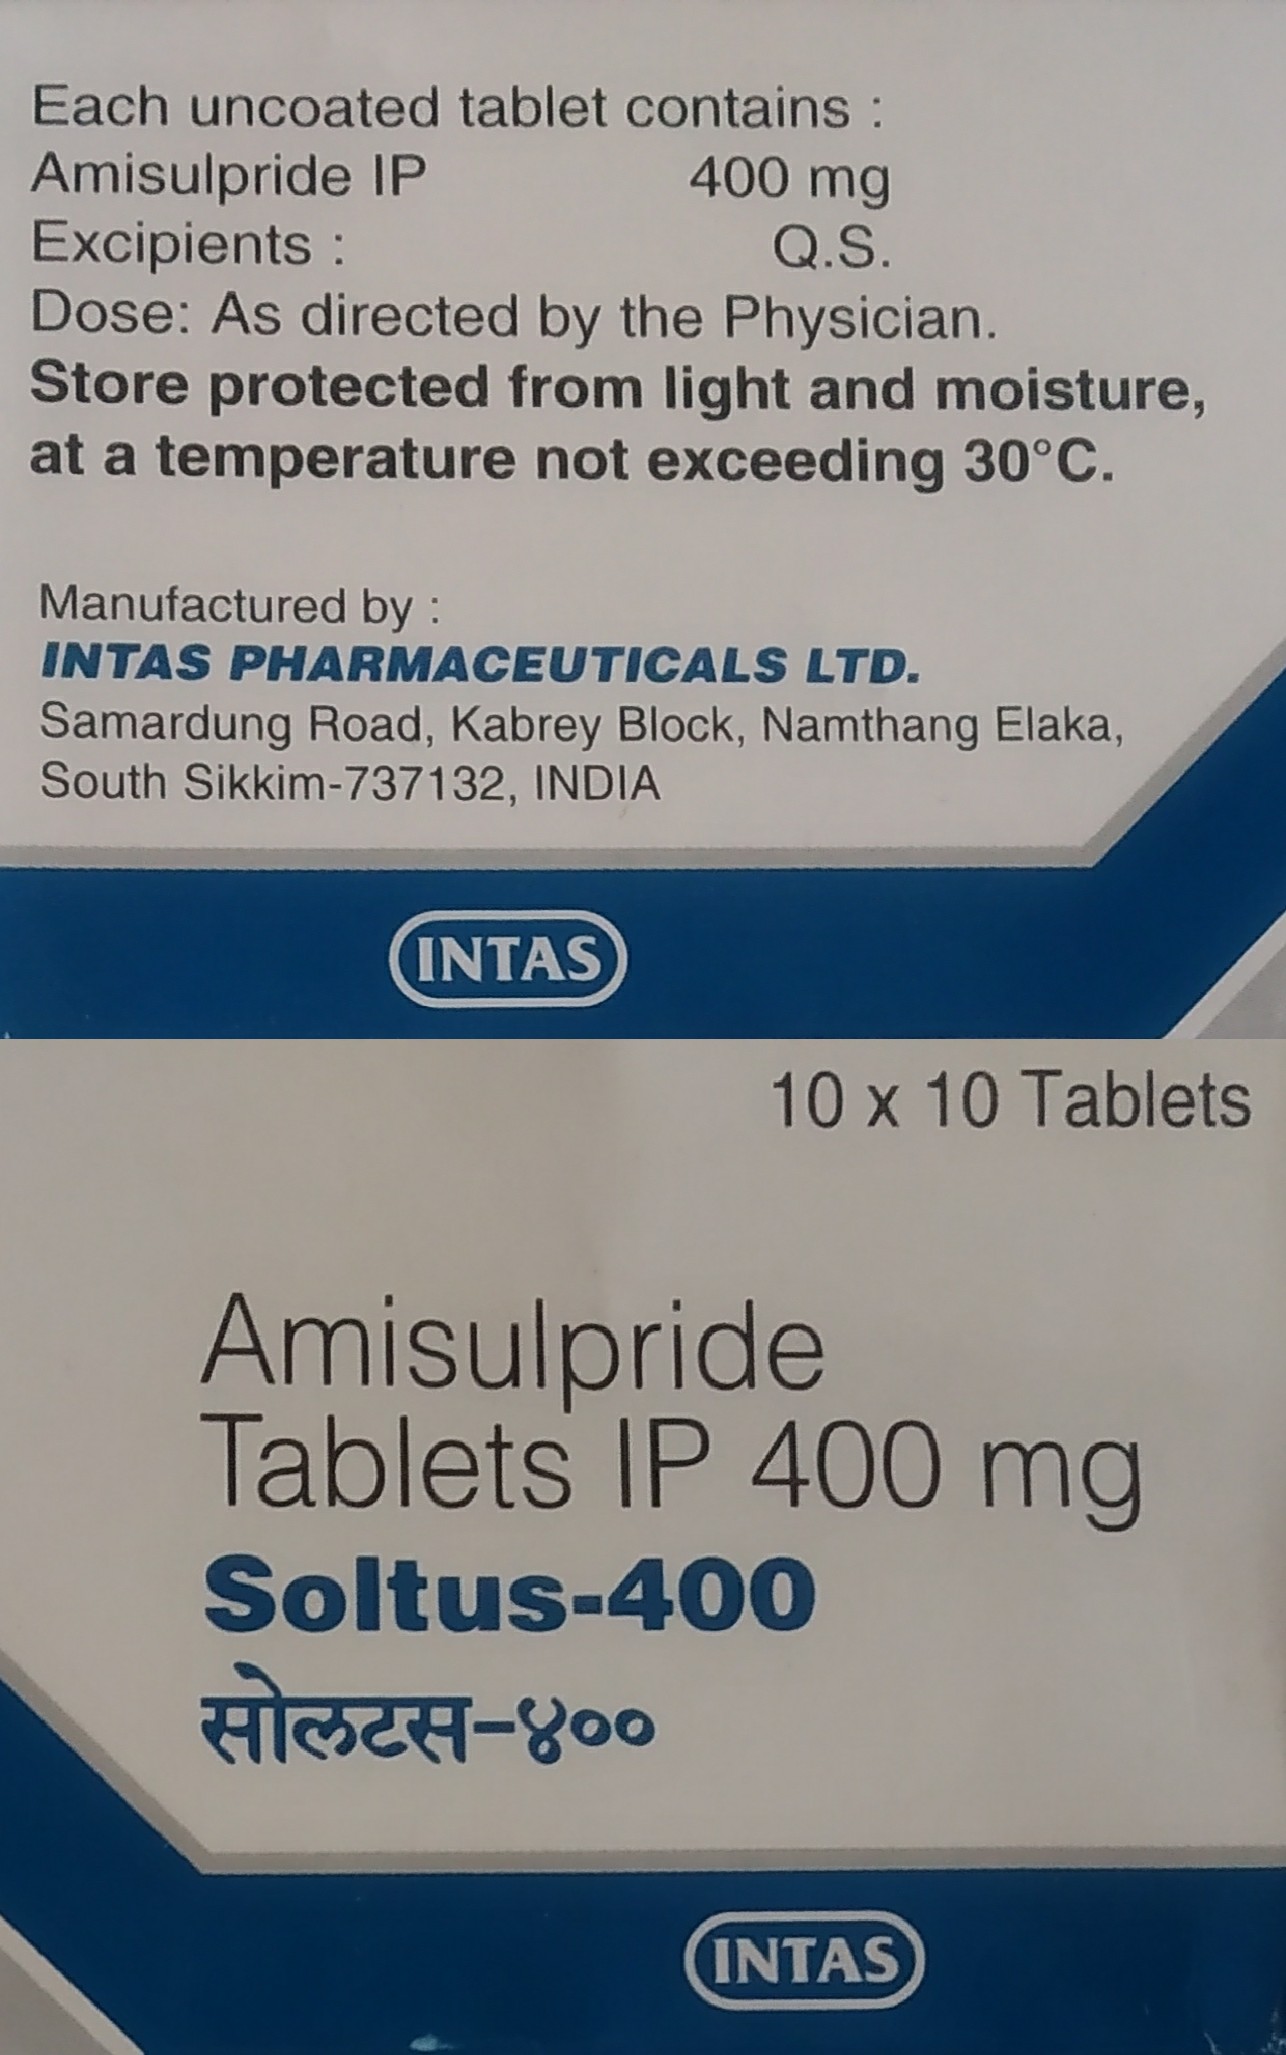 Each uncoated tablet contains :
Amisulpride IP 400 mg
Excipients : Q.S.
Dose: As directed by the Physician.
Store protected from light and moisture,
at a temperature not exceeding 30°C.
Manufactured by :
INTAS PHARMACEUTICALS LTD.
Samardung Road, Kabrey Block, Namthang Elaka,
South Sikkim-737132, INDIA
INTAS
10 x 10 Tablets
Amisulpride
Tablets IP 400 mg
Soltus-400
सोलटस-४००
INTAS